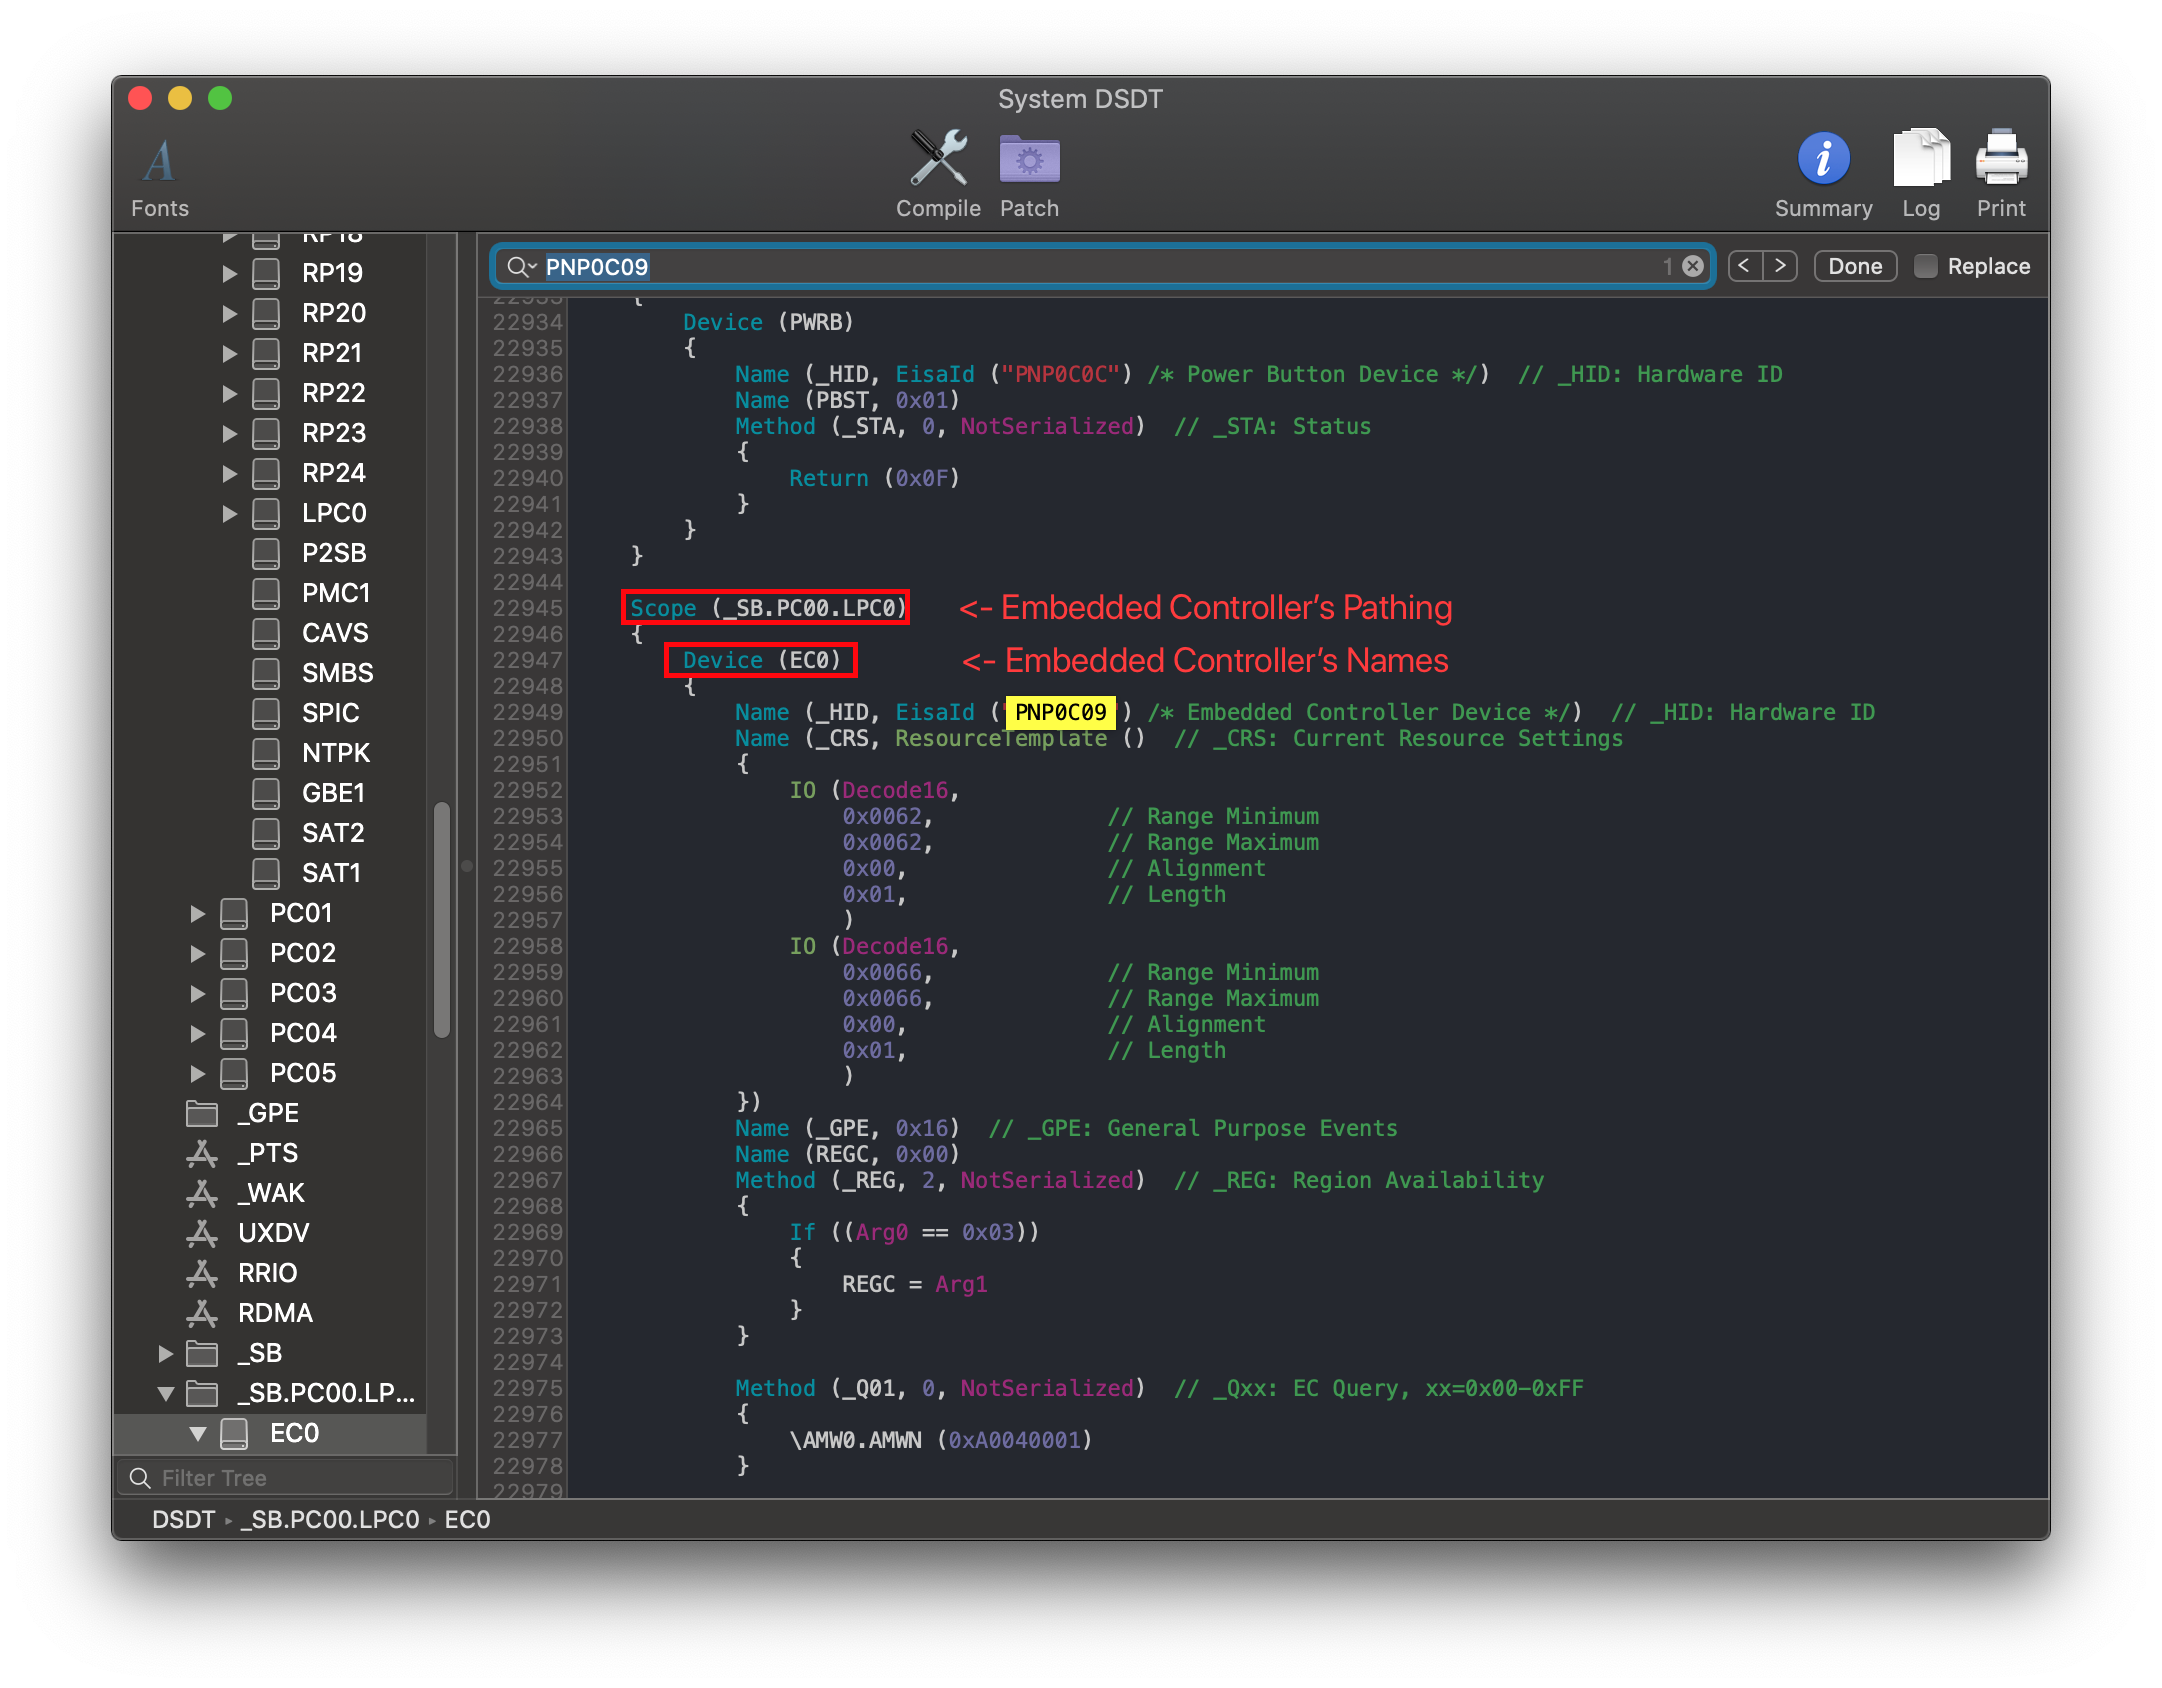 System DSDT
Fonts
Compile
Patch
Summary
Log
Print
RP18
RP19
RP20
RP21
RP22
RP23
RP24
LPC0
P2SB
PMC1
CAVS
SMBS
SPIC
NTPK
GBE1
SAT2
SAT1
PC01
PC02
PC03
PC04
PC05
_GPE
_PTS
_WAK
UXDV
RRIO
RDMA
_SB
_SB.PC00.LP...
EC0
Filter Tree
PNP0C09 1 < > Done Replace
22933 {
22934 Device (PWRB)
22935 {
22936 Name (_HID, EisaId ("PNP0C0C") /* Power Button Device */) // _HID: Hardware ID
22937 Name (PBST, 0x01)
22938 Method (_STA, 0, NotSerialized) // _STA: Status
22939 {
22940 Return (0x0F)
22941 }
22942 }
22943 }
22944
22945 Scope (_SB.PC00.LPC0) <- Embedded Controller's Pathing
22946 {
22947 Device (EC0) <- Embedded Controller's Names
22948 {
22949 Name (_HID, EisaId ("PNP0C09") /* Embedded Controller Device */) // _HID: Hardware ID
22950 Name (_CRS, ResourceTemplate () // _CRS: Current Resource Settings
22951 {
22952 IO (Decode16,
22953 0x0062, // Range Minimum
22954 0x0062, // Range Maximum
22955 0x00, // Alignment
22956 0x01, // Length
22957 )
22958 IO (Decode16,
22959 0x0066, // Range Minimum
22960 0x0066, // Range Maximum
22961 0x00, // Alignment
22962 0x01, // Length
22963 )
22964 })
22965 Name (_GPE, 0x16) // _GPE: General Purpose Events
22966 Name (REGC, 0x00)
22967 Method (_REG, 2, NotSerialized) // _REG: Region Availability
22968 {
22969 If ((Arg0 == 0x03))
22970 {
22971 REGC = Arg1
22972 }
22973 }
22974
22975 Method (_Q01, 0, NotSerialized) // _Qxx: EC Query, xx=0x00-0xFF
22976 {
22977 \AMW0.AMWN (0xA0040001)
22978 }
22979
DSDT ▸ _SB.PC00.LPC0 ▸ EC0